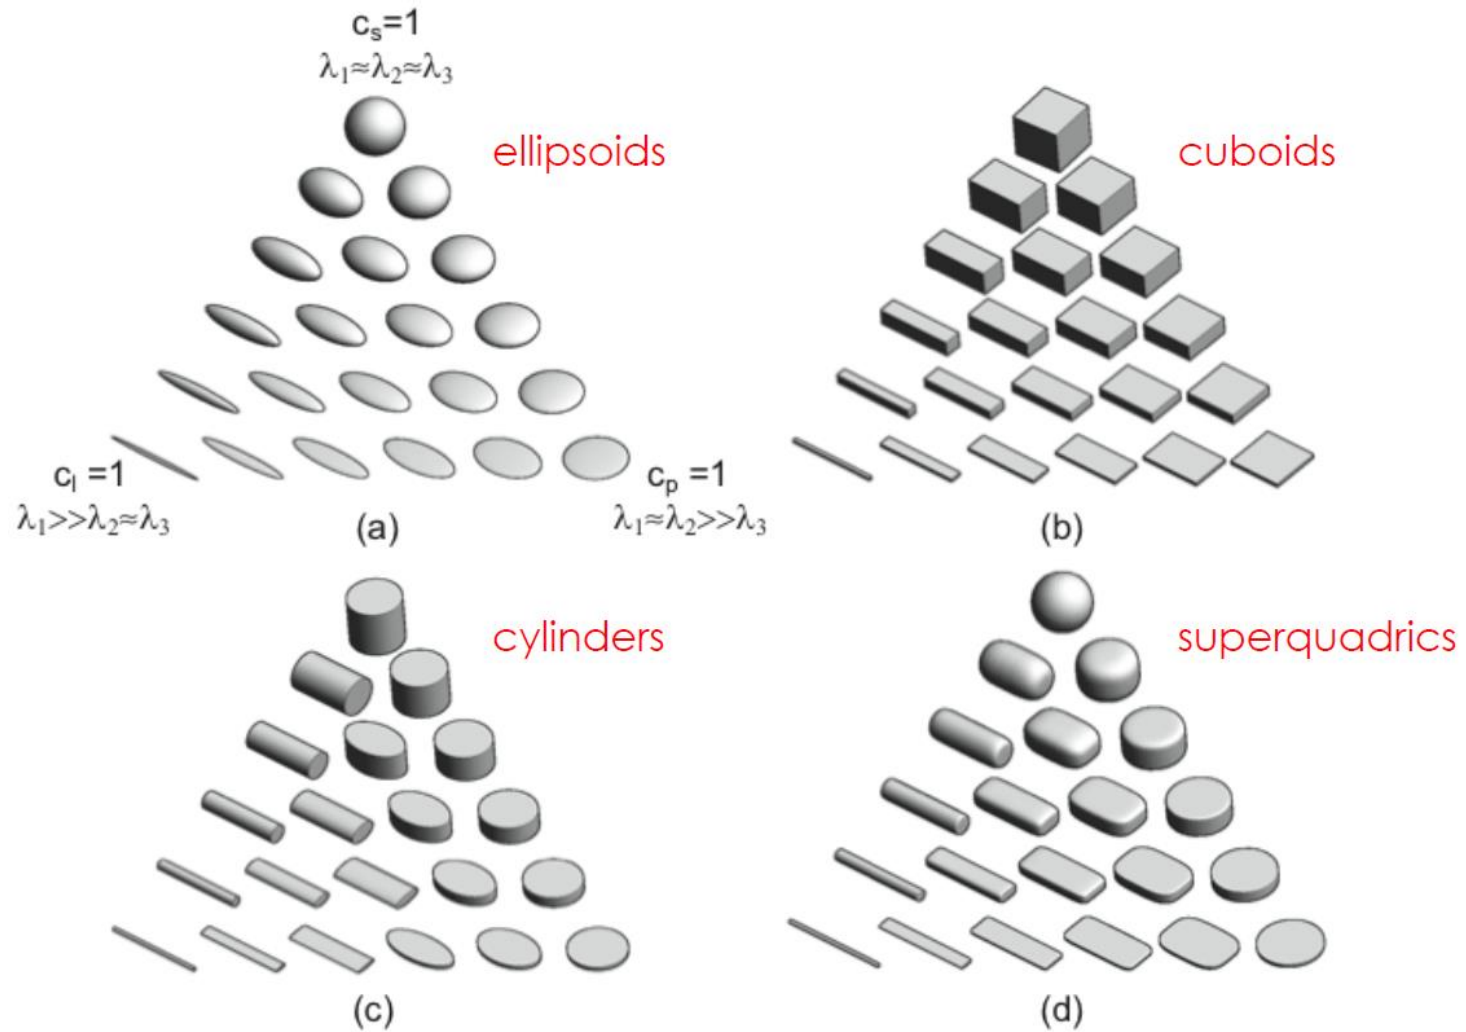 cₛ=1
λ₁≈λ₂≈λ₃
ellipsoids
cuboids
cₗ =1
λ₁>>λ₂≈λ₃
(a)
cₚ =1
λ₁≈λ₂>>λ₃
(b)
cylinders
superquadrics
(c)
(d)